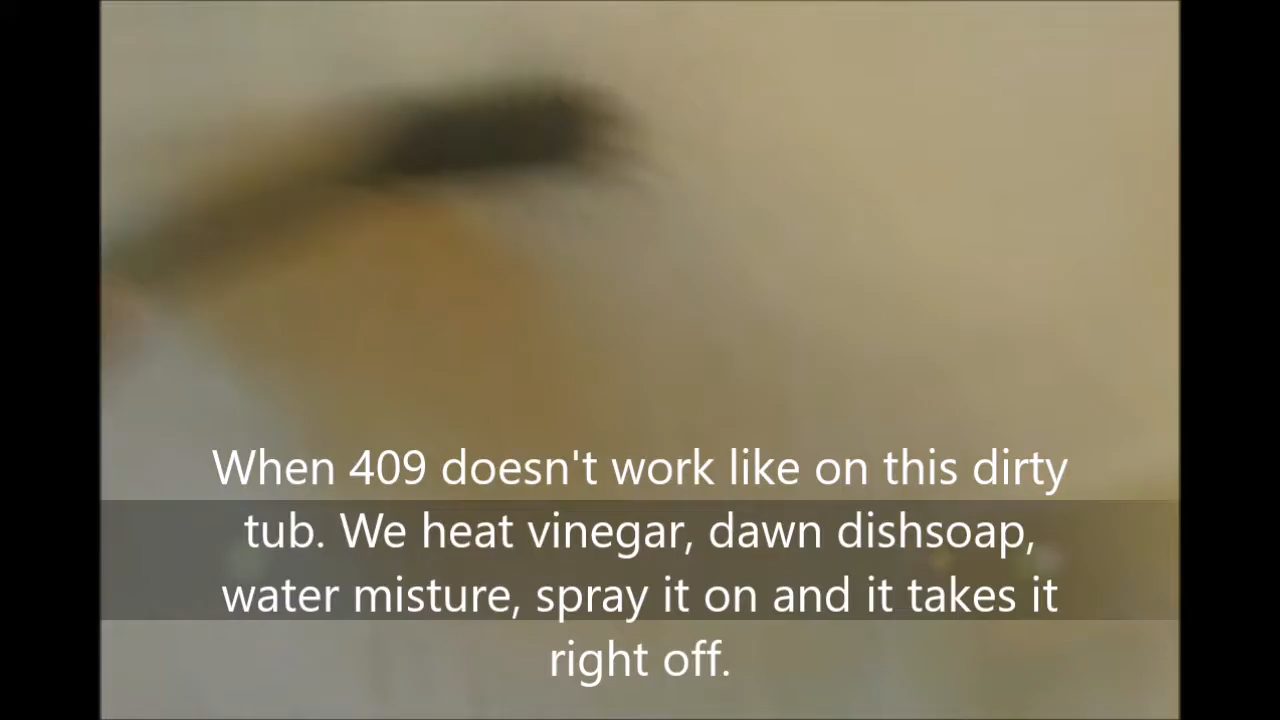 When 409 doesn't work like on this dirty
tub. We heat vinegar, dawn dishsoap,
water misture, spray it on and it takes it
right off.